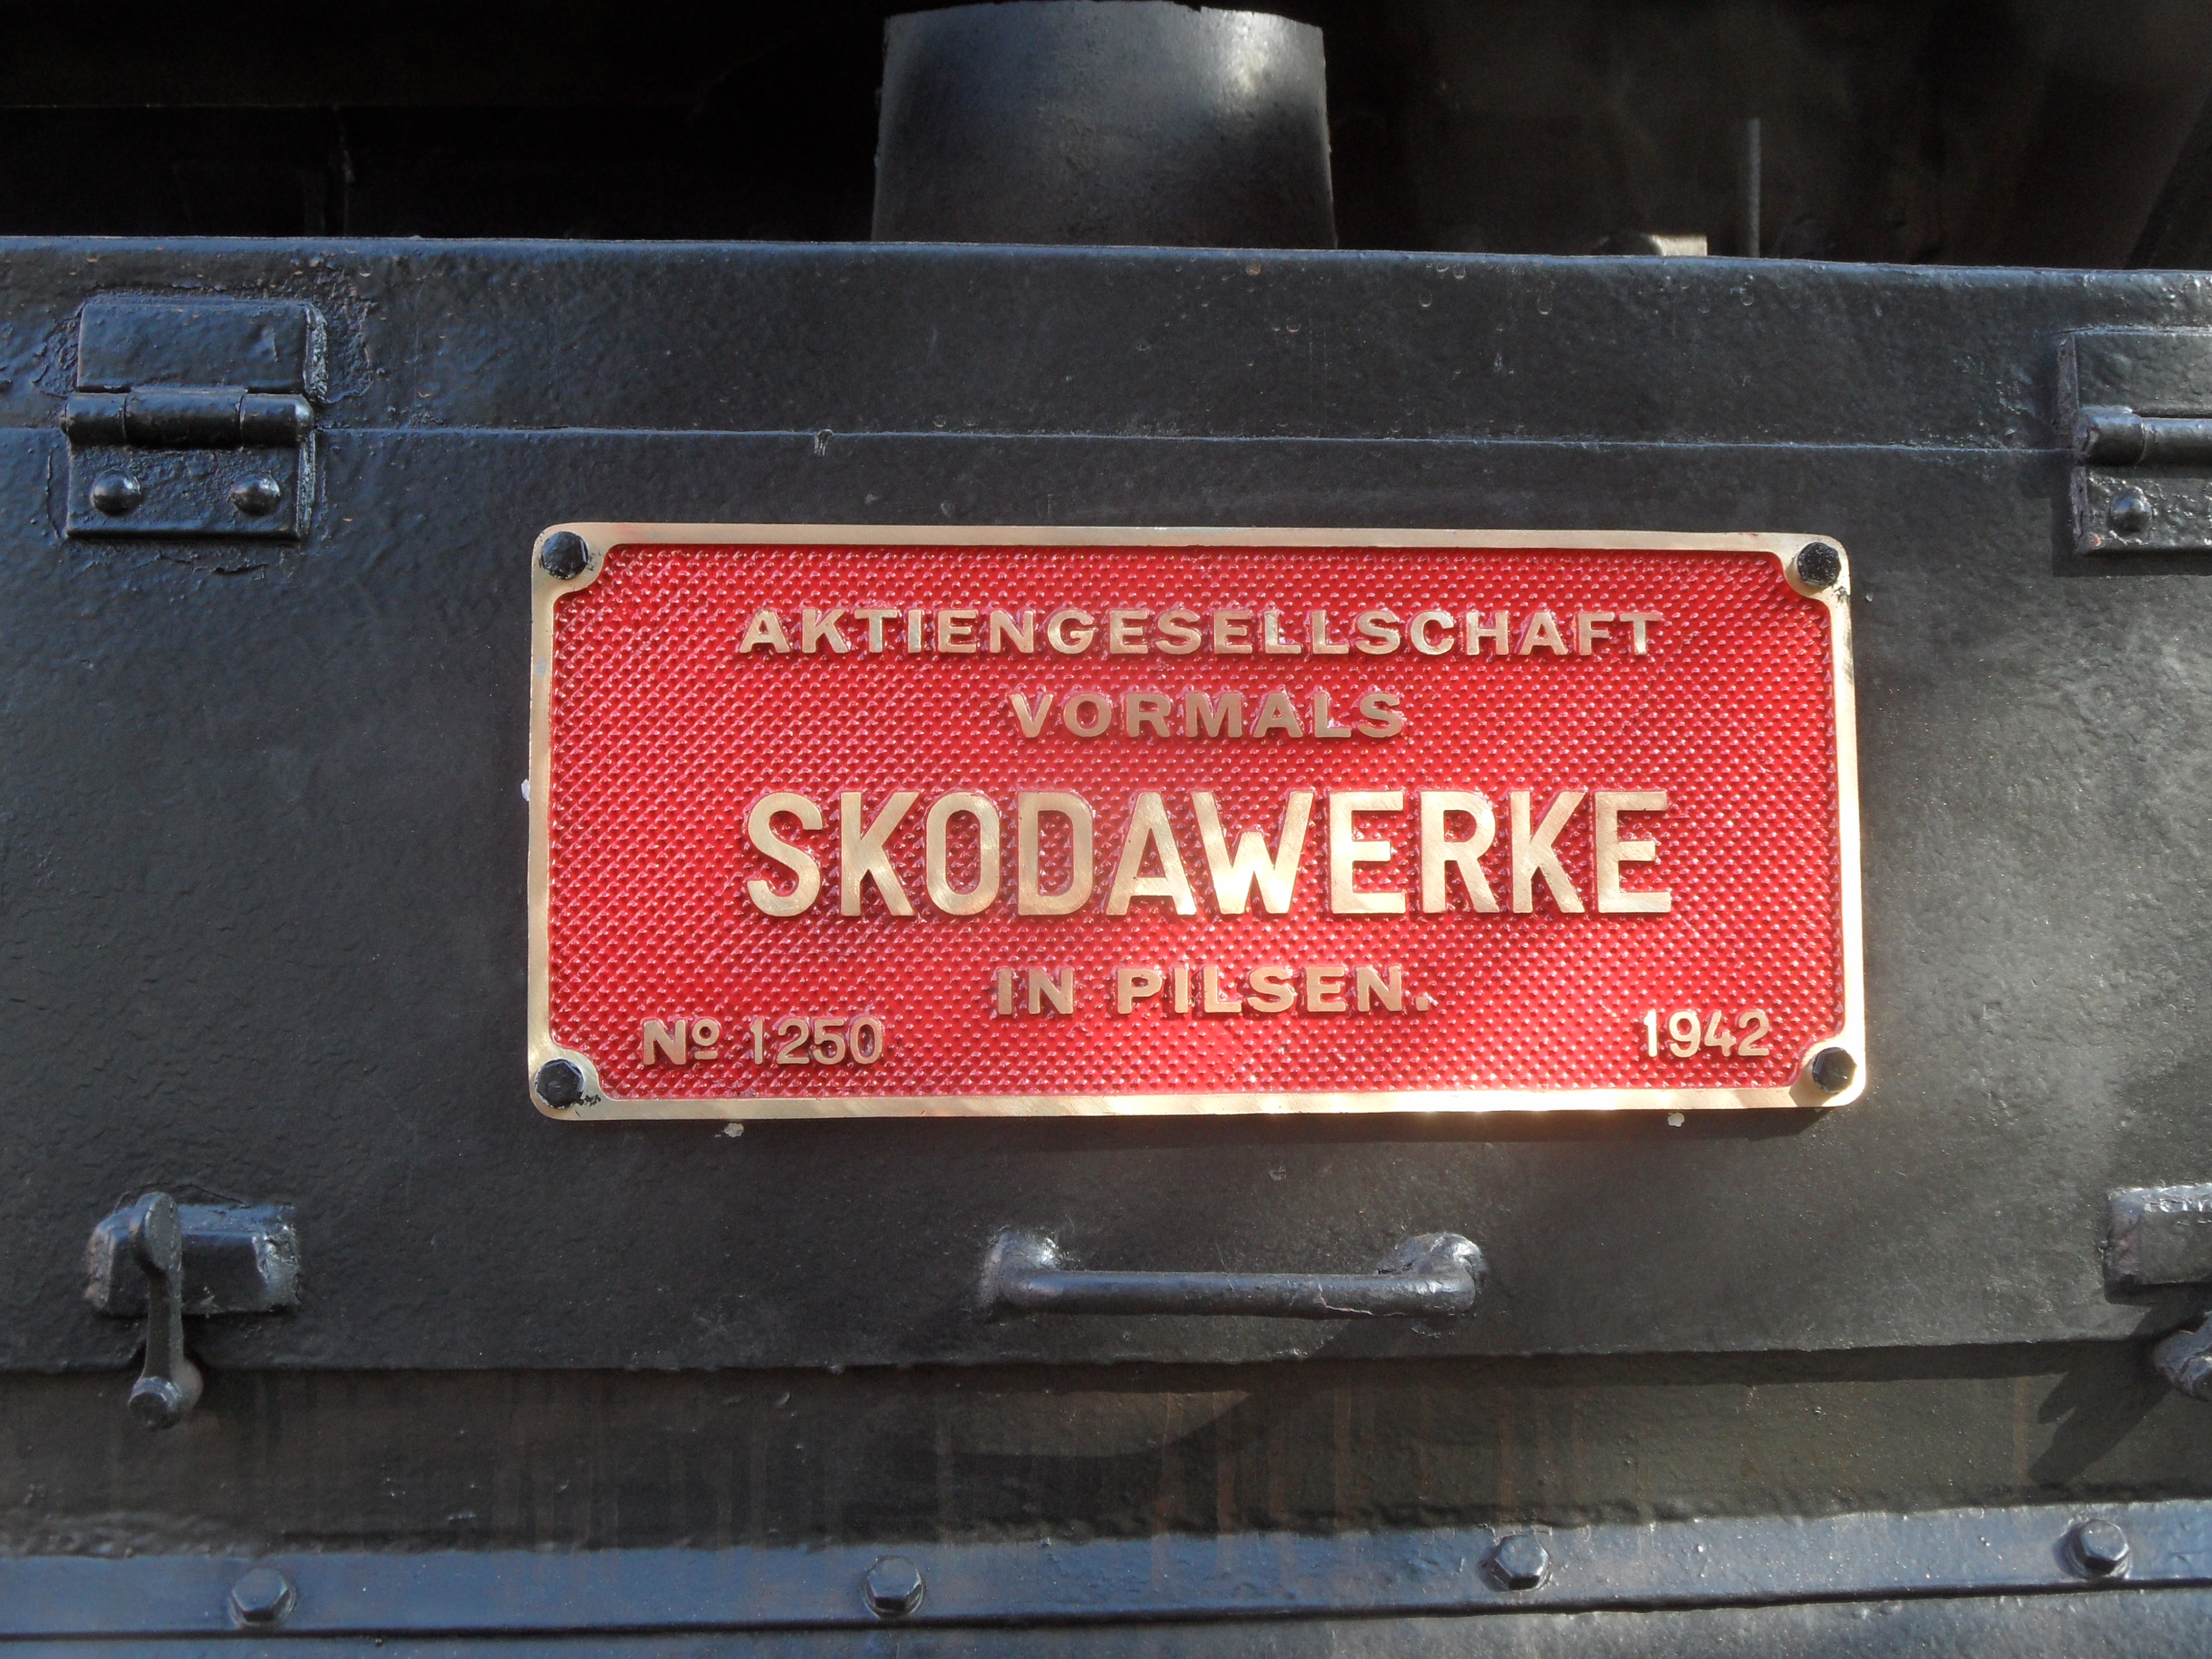 AKTIENGESELLSCHAFT
VORMALS
SKODAWERKE
IN PILSEN.
Nº 1250 1942